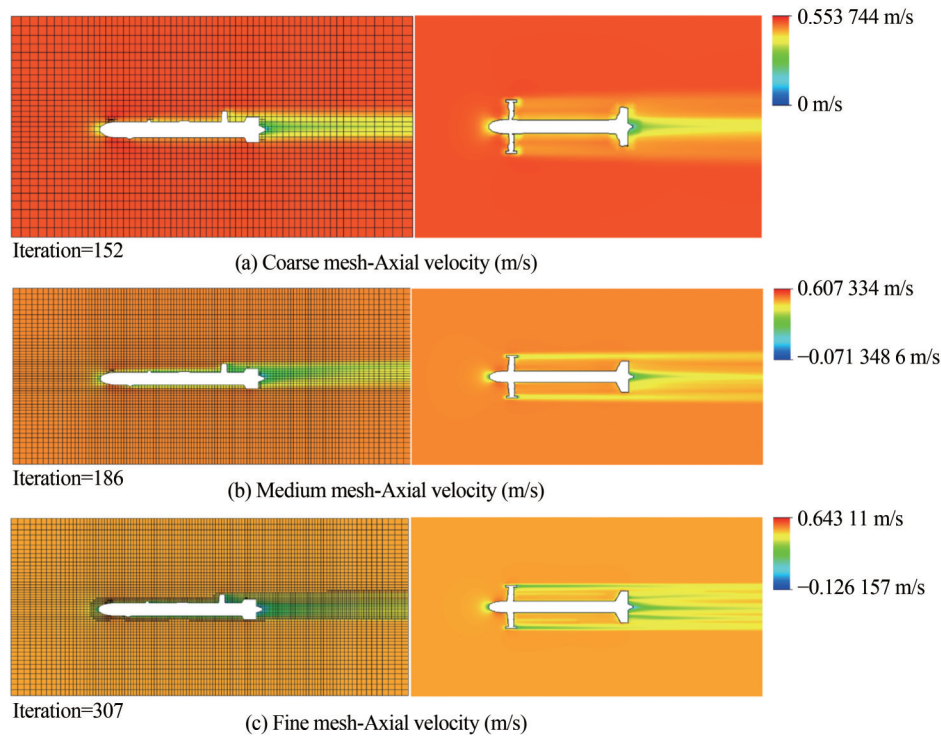 0.553 744 m/s
0 m/s
Iteration=152
(a) Coarse mesh-Axial velocity (m/s)
0.607 334 m/s
−0.071 348 6 m/s
Iteration=186
(b) Medium mesh-Axial velocity (m/s)
0.643 11 m/s
−0.126 157 m/s
Iteration=307
(c) Fine mesh-Axial velocity (m/s)